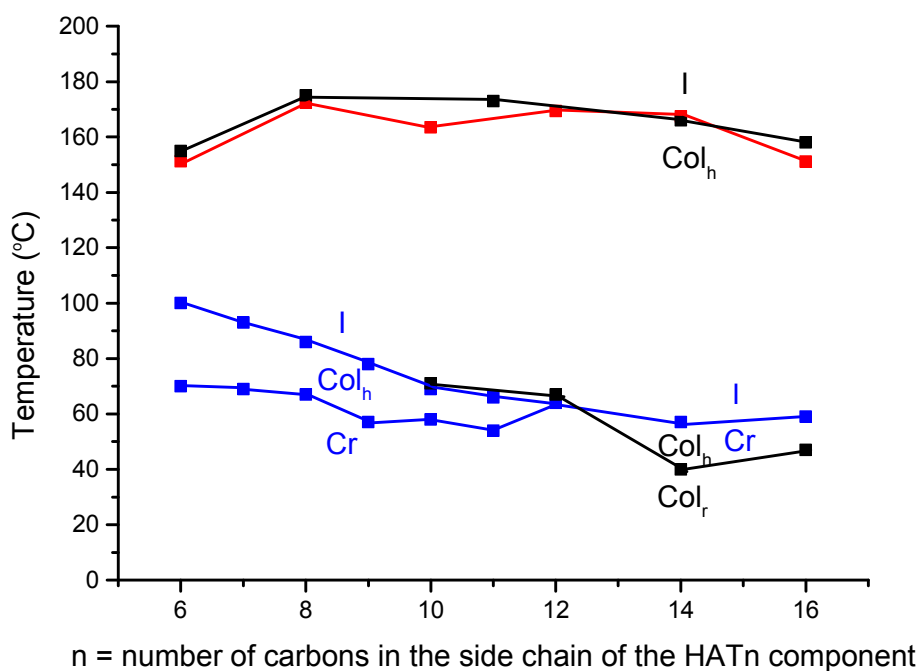 200
180
160
140
120
100
80
60
40
20
0
Temperature (°C)
I
Colₕ
I
Colₕ
Cr
I
Cr
Colₕ
Colᵣ
6
8
10
12
14
16
n = number of carbons in the side chain of the HATn component